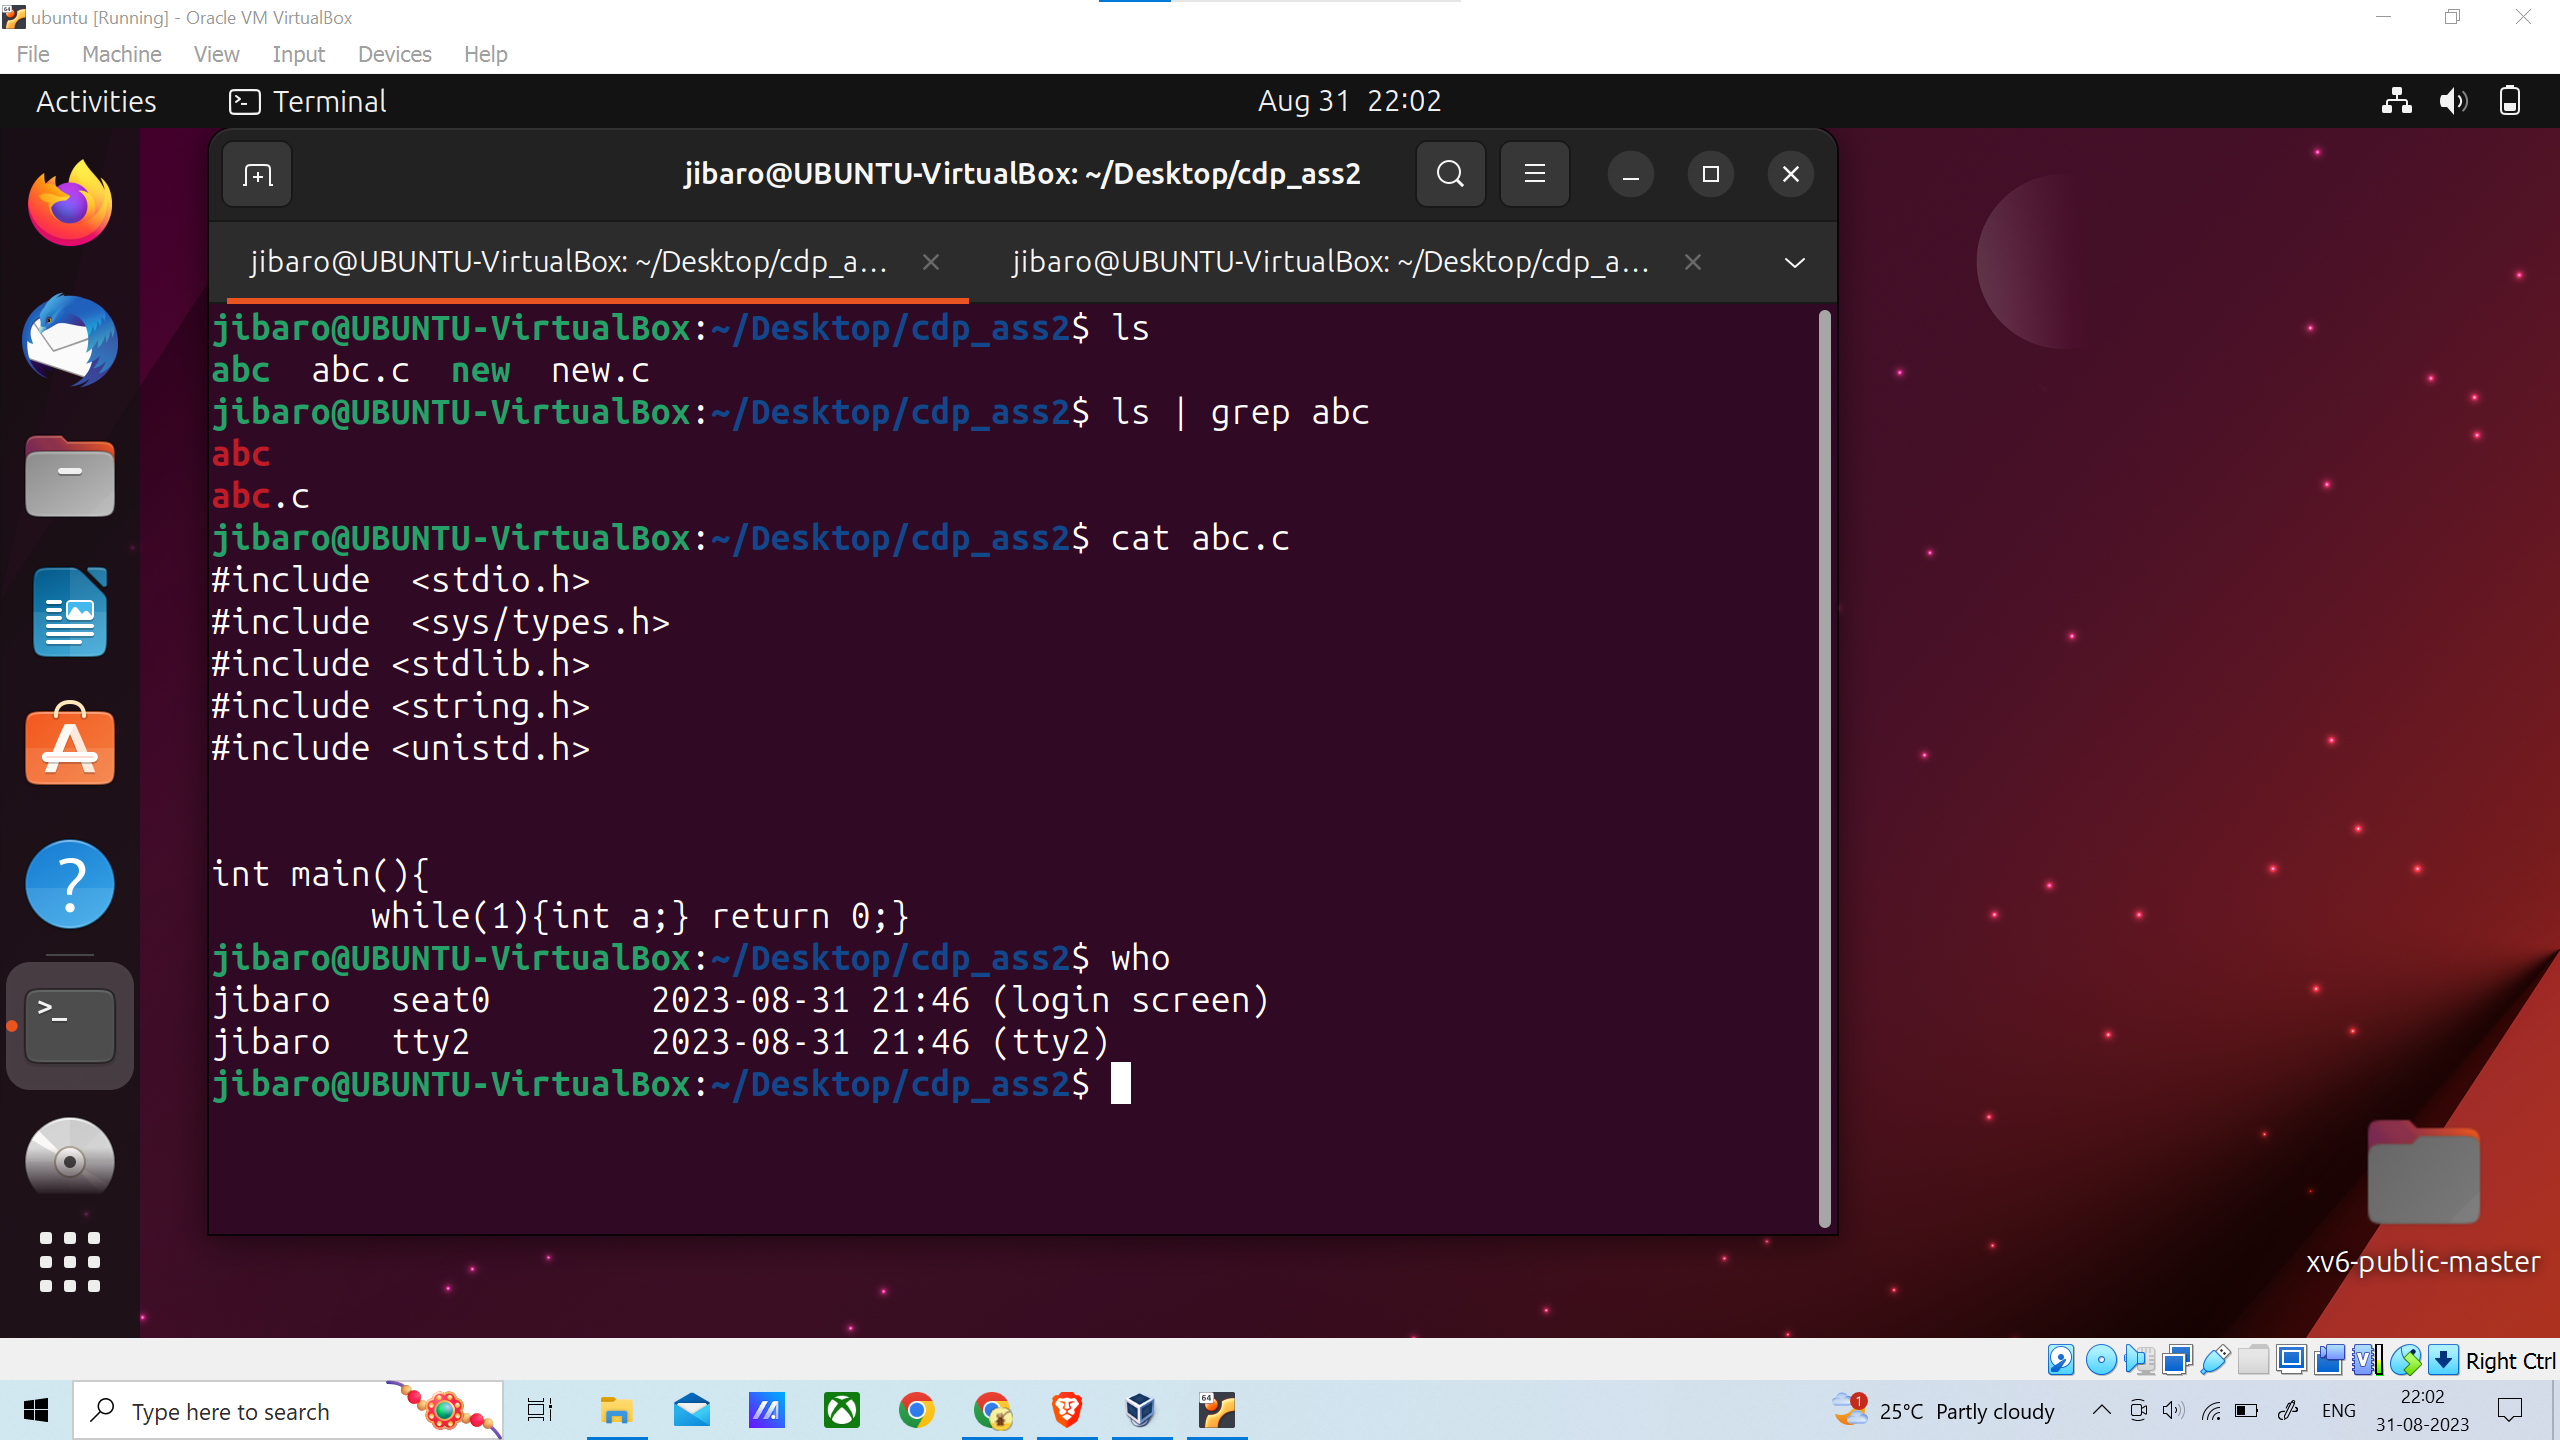 ubuntu [Running] - Oracle VM VirtualBox
File Machine View Input Devices Help
Activities Terminal Aug 31 22:02
jibaro@UBUNTU-VirtualBox: ~/Desktop/cdp_ass2
jibaro@UBUNTU-VirtualBox: ~/Desktop/cdp_a... jibaro@UBUNTU-VirtualBox: ~/Desktop/cdp_a...
jibaro@UBUNTU-VirtualBox:~/Desktop/cdp_ass2$ ls
abc  abc.c  new  new.c
jibaro@UBUNTU-VirtualBox:~/Desktop/cdp_ass2$ ls | grep abc
abc
abc.c
jibaro@UBUNTU-VirtualBox:~/Desktop/cdp_ass2$ cat abc.c
#include  <stdio.h>
#include  <sys/types.h>
#include <stdlib.h>
#include <string.h>
#include <unistd.h>
int main(){
        while(1){int a;} return 0;}
jibaro@UBUNTU-VirtualBox:~/Desktop/cdp_ass2$ who
jibaro   seat0        2023-08-31 21:46 (login screen)
jibaro   tty2         2023-08-31 21:46 (tty2)
jibaro@UBUNTU-VirtualBox:~/Desktop/cdp_ass2$
xv6-public-master
Right Ctrl
Type here to search
1 25°C Partly cloudy ENG 22:02
31-08-2023